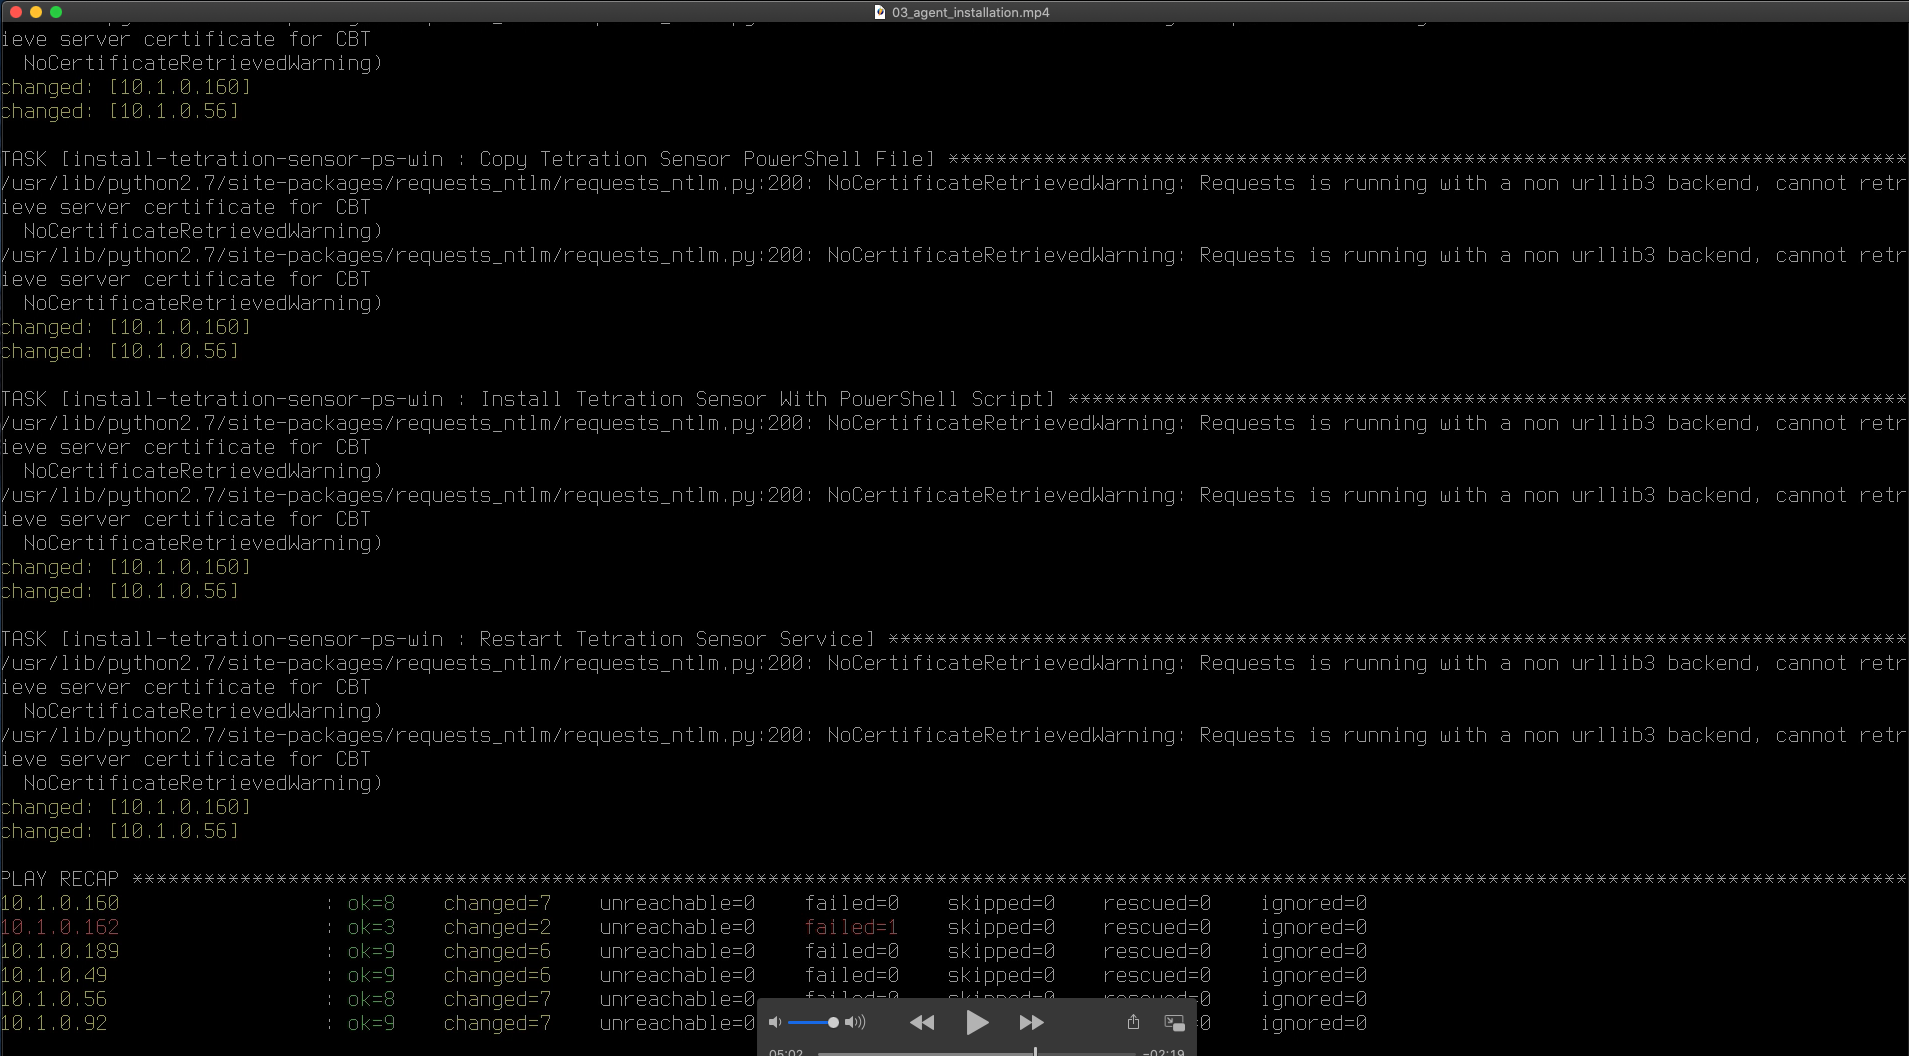 03_agent_installation.mp4
ieve server certificate for CBT
  NoCertificateRetrievedWarning)
changed: [10.1.0.160]
changed: [10.1.0.56]
TASK [install-tetration-sensor-ps-win : Copy Tetration Sensor PowerShell File] ********************************************************************************
/usr/lib/python2.7/site-packages/requests_ntlm/requests_ntlm.py:200: NoCertificateRetrievedWarning: Requests is running with a non urllib3 backend, cannot retr
ieve server certificate for CBT
  NoCertificateRetrievedWarning)
/usr/lib/python2.7/site-packages/requests_ntlm/requests_ntlm.py:200: NoCertificateRetrievedWarning: Requests is running with a non urllib3 backend, cannot retr
ieve server certificate for CBT
  NoCertificateRetrievedWarning)
changed: [10.1.0.160]
changed: [10.1.0.56]
TASK [install-tetration-sensor-ps-win : Install Tetration Sensor With PowerShell Script] **********************************************************************
/usr/lib/python2.7/site-packages/requests_ntlm/requests_ntlm.py:200: NoCertificateRetrievedWarning: Requests is running with a non urllib3 backend, cannot retr
ieve server certificate for CBT
  NoCertificateRetrievedWarning)
/usr/lib/python2.7/site-packages/requests_ntlm/requests_ntlm.py:200: NoCertificateRetrievedWarning: Requests is running with a non urllib3 backend, cannot retr
ieve server certificate for CBT
  NoCertificateRetrievedWarning)
changed: [10.1.0.160]
changed: [10.1.0.56]
TASK [install-tetration-sensor-ps-win : Restart Tetration Sensor Service] *************************************************************************************
/usr/lib/python2.7/site-packages/requests_ntlm/requests_ntlm.py:200: NoCertificateRetrievedWarning: Requests is running with a non urllib3 backend, cannot retr
ieve server certificate for CBT
  NoCertificateRetrievedWarning)
/usr/lib/python2.7/site-packages/requests_ntlm/requests_ntlm.py:200: NoCertificateRetrievedWarning: Requests is running with a non urllib3 backend, cannot retr
ieve server certificate for CBT
  NoCertificateRetrievedWarning)
changed: [10.1.0.160]
changed: [10.1.0.56]
PLAY RECAP ****************************************************************************************************************************************************
10.1.0.160 : ok=8 changed=7 unreachable=0 failed=0 skipped=0 rescued=0 ignored=0
10.1.0.162 : ok=3 changed=2 unreachable=0 failed=1 skipped=0 rescued=0 ignored=0
10.1.0.189 : ok=9 changed=6 unreachable=0 failed=0 skipped=0 rescued=0 ignored=0
10.1.0.49 : ok=9 changed=6 unreachable=0 failed=0 skipped=0 rescued=0 ignored=0
10.1.0.56 : ok=8 changed=7 unreachable=0 failed=0 skipped=0 rescued=0 ignored=0
10.1.0.92 : ok=9 changed=7 unreachable=0 ignored=0
05:02 -02:19